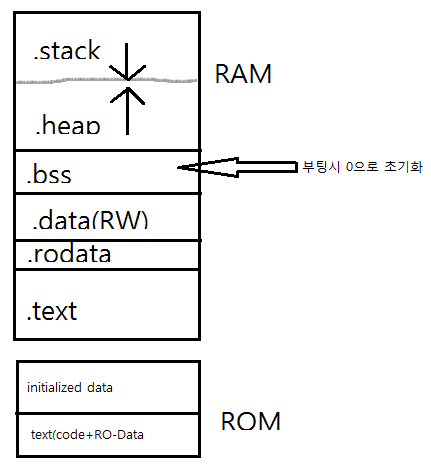 .stack
RAM
.heap
.bss
부팅시 0으로 초기화
.data(RW)
.rodata
.text
initialized data
ROM
text(code+RO-Data